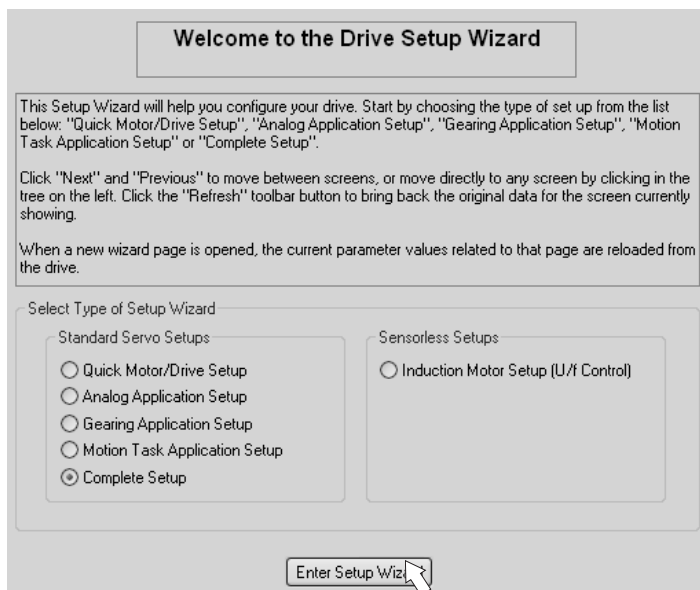 Welcome to the Drive Setup Wizard
This Setup Wizard will help you configure your drive. Start by choosing the type of set up from the list
below: "Quick Motor/Drive Setup", "Analog Application Setup", "Gearing Application Setup", "Motion
Task Application Setup" or "Complete Setup".
Click "Next" and "Previous" to move between screens, or move directly to any screen by clicking in the
tree on the left. Click the "Refresh" toolbar button to bring back the original data for the screen currently
showing.
When a new wizard page is opened, the current parameter values related to that page are reloaded from
the drive.
Select Type of Setup Wizard
Standard Servo Setups
Quick Motor/Drive Setup
Analog Application Setup
Gearing Application Setup
Motion Task Application Setup
Complete Setup
Sensorless Setups
Induction Motor Setup (U/f Control)
Enter Setup